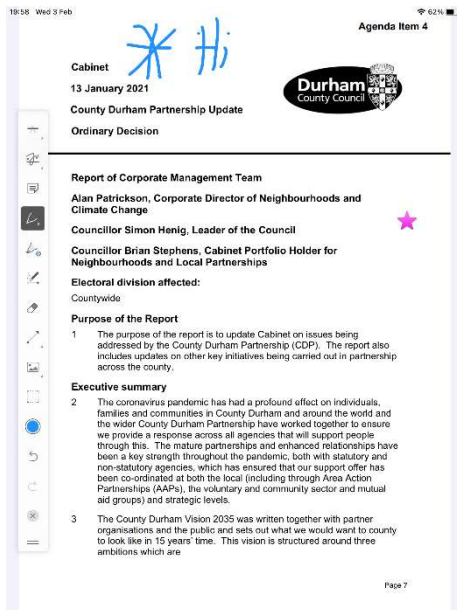 19:58 Wed 3 Feb
62%
Agenda Item 4
* Hi
Cabinet
13 January 2021
County Durham Partnership Update
Ordinary Decision
Durham
County Council
Report of Corporate Management Team
Alan Patrickson, Corporate Director of Neighbourhoods and
Climate Change
Councillor Simon Henig, Leader of the Council
Councillor Brian Stephens, Cabinet Portfolio Holder for
Neighbourhoods and Local Partnerships
Electoral division affected:
Countywide
Purpose of the Report
1 The purpose of the report is to update Cabinet on issues being
addressed by the County Durham Partnership (CDP). The report also
includes updates on other key initiatives being carried out in partnership
across the county.
Executive summary
2 The coronavirus pandemic has had a profound effect on individuals,
families and communities in County Durham and around the world and
the wider County Durham Partnership have worked together to ensure
we provide a response across all agencies that will support people
through this. The mature partnerships and enhanced relationships have
been a key strength throughout the pandemic, both with statutory and
non-statutory agencies, which has ensured that our support offer has
been co-ordinated at both the local (including through Area Action
Partnerships (AAPs), the voluntary and community sector and mutual
aid groups) and strategic levels.
3 The County Durham Vision 2035 was written together with partner
organisations and the public and sets out what we would want to county
to look like in 15 years' time. This vision is structured around three
ambitions which are
Page 7